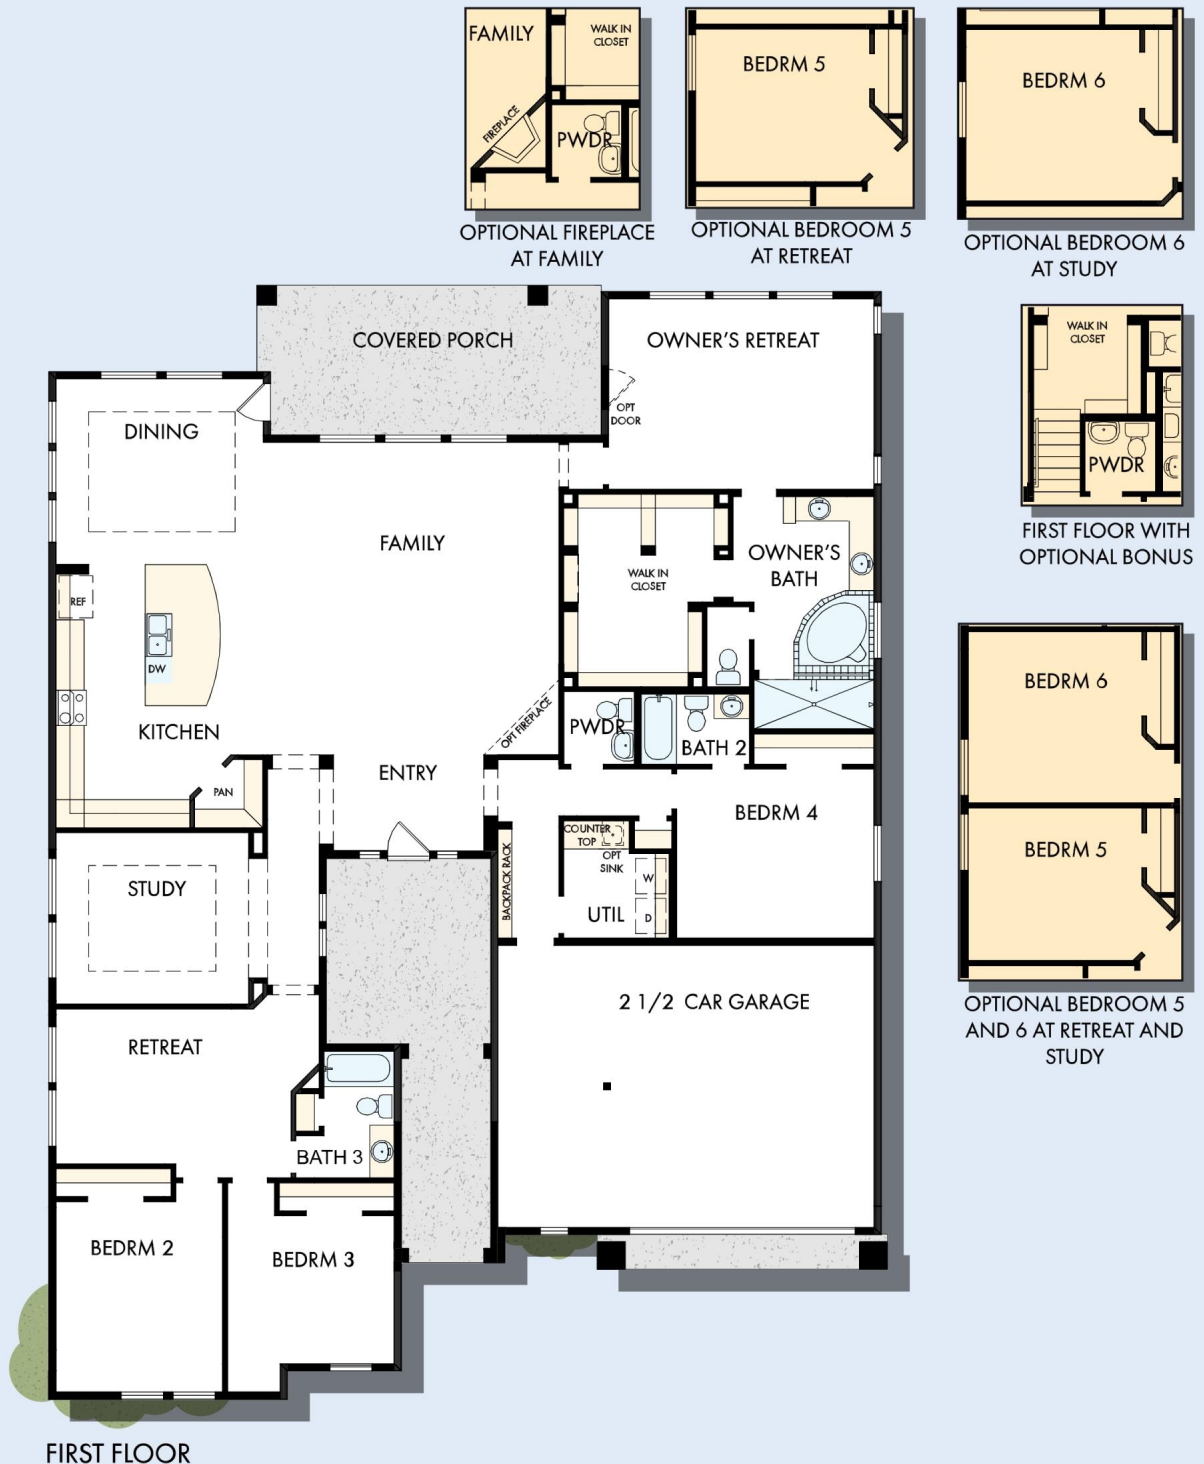 FAMILY
WALK IN
CLOSET
FIREPLACE
PWDR
OPTIONAL FIREPLACE
AT FAMILY
BEDRM 5
OPTIONAL BEDROOM 5
AT RETREAT
BEDRM 6
OPTIONAL BEDROOM 6
AT STUDY
WALK IN
CLOSET
PWDR
FIRST FLOOR WITH
OPTIONAL BONUS
BEDRM 6
BEDRM 5
OPTIONAL BEDROOM 5
AND 6 AT RETREAT AND
STUDY
COVERED PORCH
OWNER'S RETREAT
OPT
DOOR
DINING
FAMILY
WALK IN
CLOSET
OWNER'S
BATH
REF
DW
KITCHEN
PAN
ENTRY
OPT FIREPLACE
PWDR
BATH 2
BEDRM 4
COUNTER
TOP
OPT
SINK
BACKPACK RACK
W
D
UTIL
STUDY
2 1/2 CAR GARAGE
RETREAT
BATH 3
BEDRM 2
BEDRM 3
FIRST FLOOR